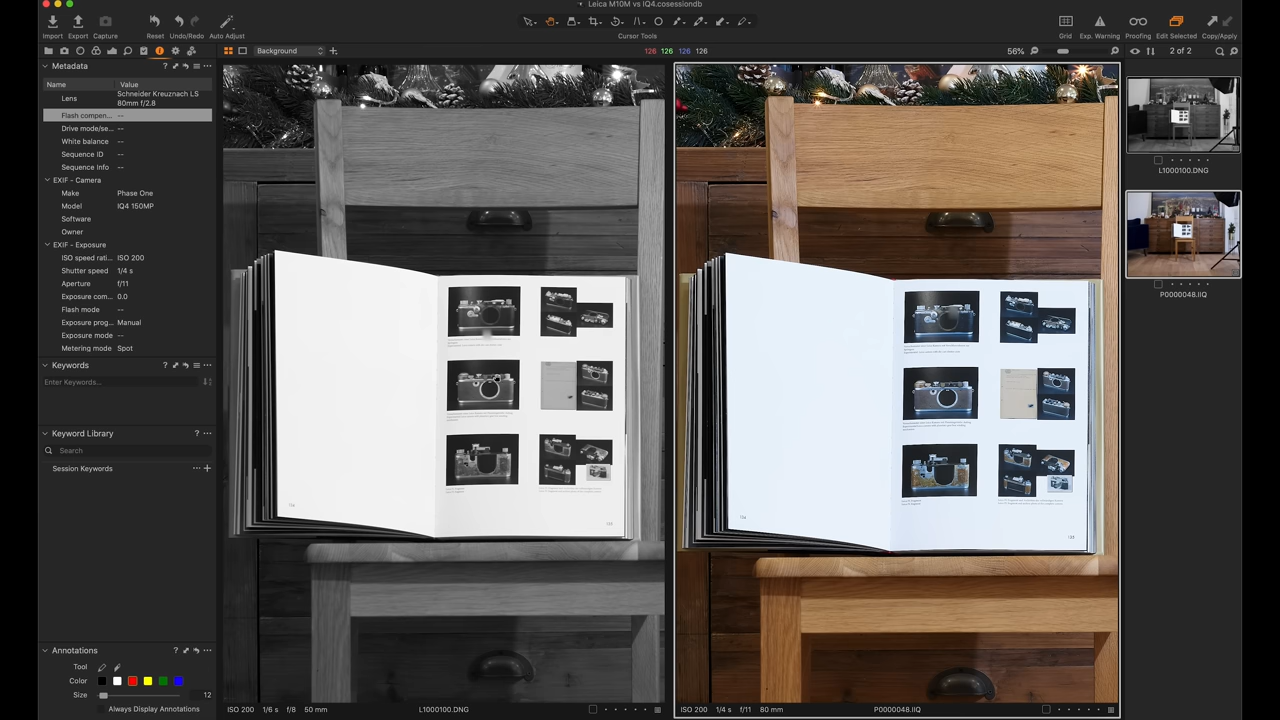 Leica M10M vs IQ4.cosessiondb
Import Export Capture Reset Undo/Redo Auto Adjust Cursor Tools Grid Exp. Warning Proofing Edit Selected Copy/Apply
Background 126 126 126 126 56% 2 of 2
Metadata ?
Name Value
Lens Schneider Kreuznach LS
80mm f/2.8
Flash compen... --
Drive mode/se... --
White balance --
Sequence ID --
Sequence Info --
EXIF - Camera
Make Phase One
Model IQ4 150MP
Software
Owner
EXIF - Exposure
ISO speed rati... ISO 200
Shutter speed 1/4 s
Aperture f/11
Exposure com... 0.0
Flash mode --
Exposure prog... Manual
Exposure mode --
Metering mode Spot
Keywords ?
Enter Keywords...
Keyword Library ?
Search
Session Keywords
Annotations ?
Tool
Color
Size 12
Always Display Annotations
ISO 200 1/6 s f/8 50 mm L1000100.DNG
ISO 200 1/4 s f/11 80 mm P0000048.IIQ
L1000100.DNG
P0000048.IIQ